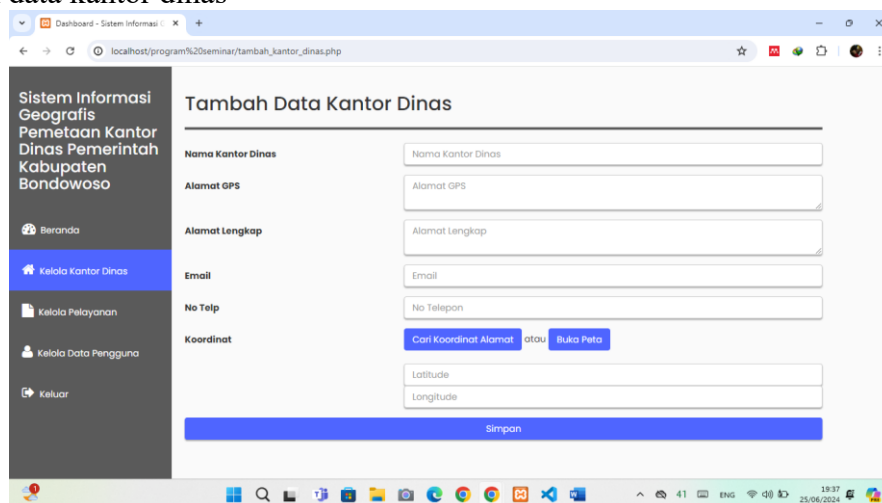 data kantor dinas
Dashboard - Sistem Informasi G
localhost/program%20seminar/tambah_kantor_dinas.php
Sistem Informasi
Geografis
Pemetaan Kantor
Dinas Pemerintah
Kabupaten
Bondowoso
Beranda
Kelola Kantor Dinas
Kelola Pelayanan
Kelola Data Pengguna
Keluar
Tambah Data Kantor Dinas
Nama Kantor Dinas
Nama Kantor Dinas
Alamat GPS
Alamat GPS
Alamat Lengkap
Alamat Lengkap
Email
Email
No Telp
No Telepon
Koordinat
Cari Koordinat Alamat atau Buka Peta
Latitude
Longitude
Simpan
41 ENG 19:37
25/06/2024